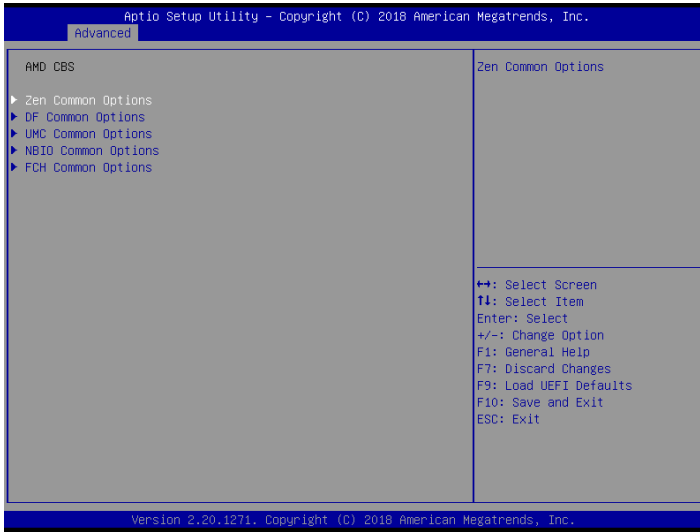 Aptio Setup Utility – Copyright (C) 2018 American Megatrends, Inc.
Advanced
AMD CBS
Zen Common Options
DF Common Options
UMC Common Options
NBIO Common Options
FCH Common Options
Zen Common Options
↔: Select Screen
↑↓: Select Item
Enter: Select
+/-: Change Option
F1: General Help
F7: Discard Changes
F9: Load UEFI Defaults
F10: Save and Exit
ESC: Exit
Version 2.20.1271. Copyright (C) 2018 American Megatrends, Inc.